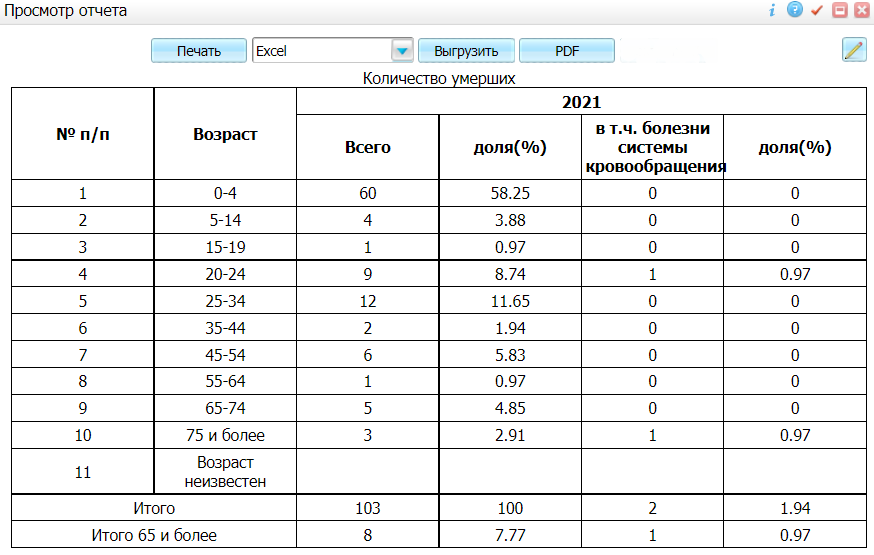 Просмотр отчета
Печать Excel Выгрузить PDF
Количество умерших
№ п/п Возраст 2021
Всего доля(%) в т.ч. болезни системы кровообращения доля(%)
1 0-4 60 58.25 0 0
2 5-14 4 3.88 0 0
3 15-19 1 0.97 0 0
4 20-24 9 8.74 1 0.97
5 25-34 12 11.65 0 0
6 35-44 2 1.94 0 0
7 45-54 6 5.83 0 0
8 55-64 1 0.97 0 0
9 65-74 5 4.85 0 0
10 75 и более 3 2.91 1 0.97
11 Возраст неизвестен
Итого 103 100 2 1.94
Итого 65 и более 8 7.77 1 0.97